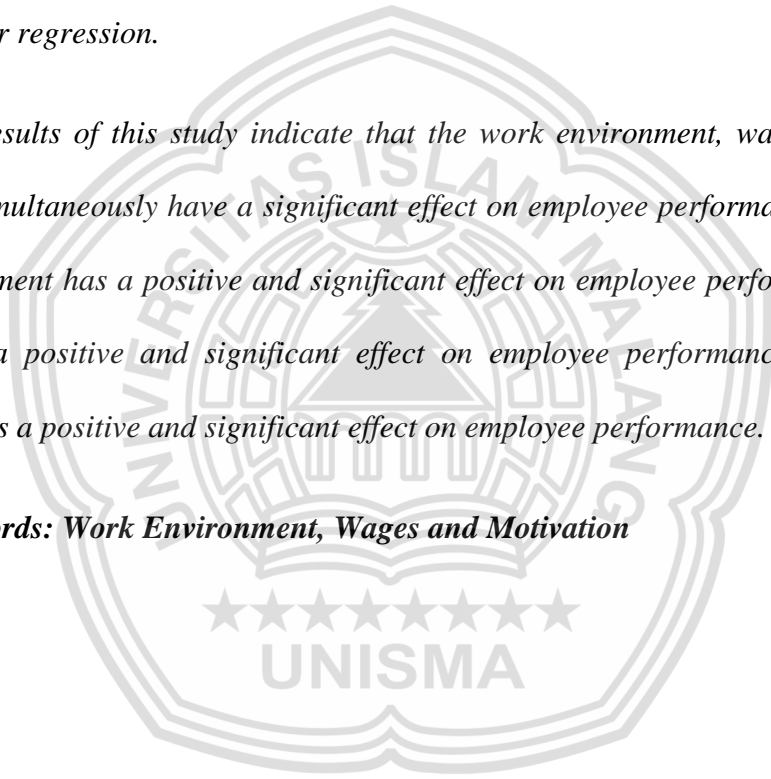 r regression.
esults of this study indicate that the work environment, wa
multaneously have a significant effect on employee performa
ment has a positive and significant effect on employee perfo
a positive and significant effect on employee performanc
s a positive and significant effect on employee performance.
ords: Work Environment, Wages and Motivation
UNIVERSITAS ISLAM MALANG
UNISMA